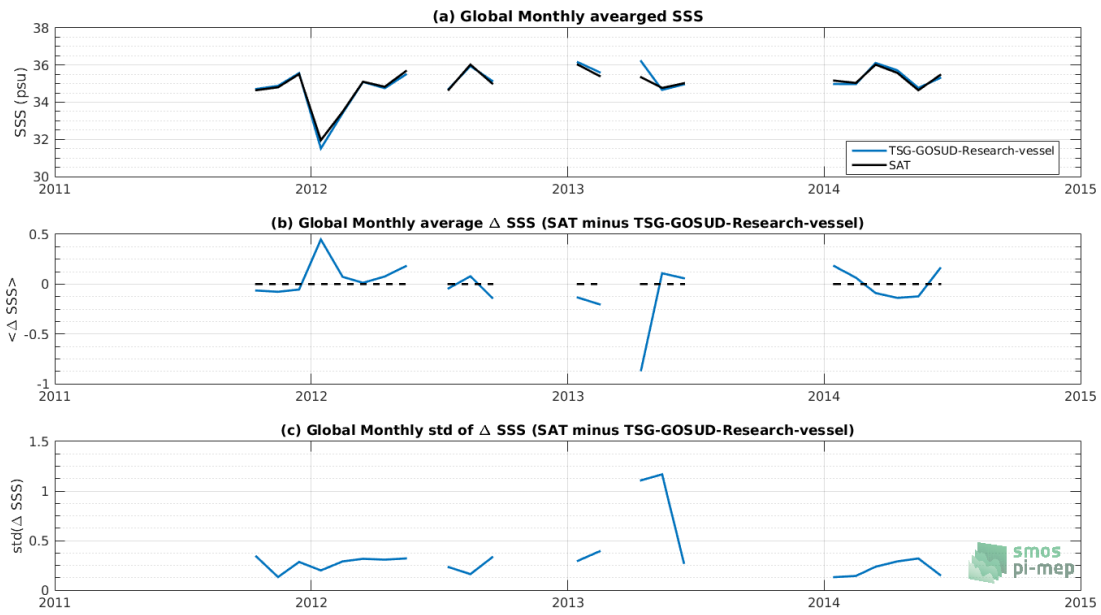 (a) Global Monthly avearged SSS
38
36
34
32
30
SSS (psu)
TSG-GOSUD-Research-vessel
SAT
2011
2012
2013
2014
2015
(b) Global Monthly average Δ SSS (SAT minus TSG-GOSUD-Research-vessel)
0.5
0
-0.5
-1
<Δ SSS>
2011
2012
2013
2014
2015
(c) Global Monthly std of Δ SSS (SAT minus TSG-GOSUD-Research-vessel)
1.5
1
0.5
0
std(Δ SSS)
smos
pi-mep
2011
2012
2013
2014
2015